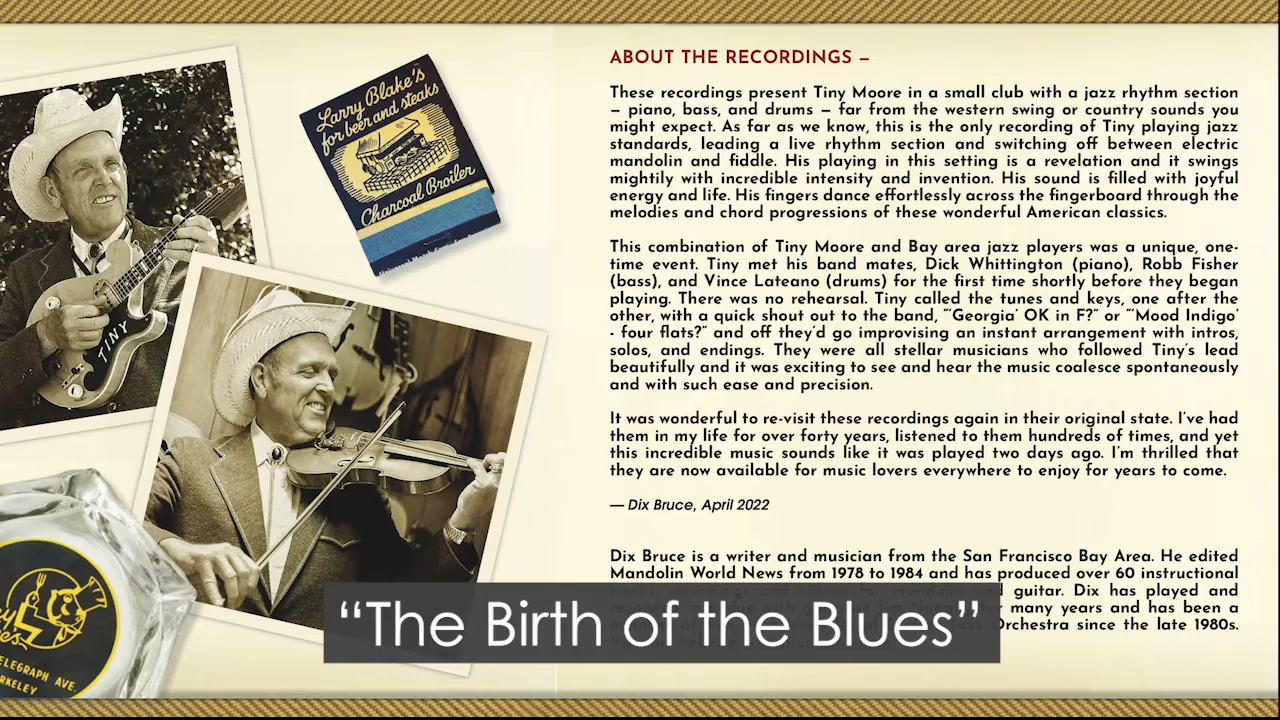 Larry Blake's
for beer and steaks
Charcoal Broiler
TINY
TELEGRAPH AVE.
ABOUT THE RECORDINGS –
These recordings present Tiny Moore in a small club with a jazz rhythm section
– piano, bass, and drums – far from the western swing or country sounds you
might expect. As far as we know, this is the only recording of Tiny playing jazz
standards, leading a live rhythm section and switching off between electric
mandolin and fiddle. His playing in this setting is a revelation and it swings
mightily with incredible intensity and invention. His sound is filled with joyful
energy and life. His fingers dance effortlessly across the fingerboard through the
melodies and chord progressions of these wonderful American classics.
This combination of Tiny Moore and Bay area jazz players was a unique, one-
time event. Tiny met his band mates, Dick Whittington (piano), Robb Fisher
(bass), and Vince Lateano (drums) for the first time shortly before they began
playing. There was no rehearsal. Tiny called the tunes and keys, one after the
other, with a quick shout out to the band, "'Georgia' OK in F?" or "'Mood Indigo'
- four flats?" and off they'd go improvising an instant arrangement with intros,
solos, and endings. They were all stellar musicians who followed Tiny's lead
beautifully and it was exciting to see and hear the music coalesce spontaneously
and with such ease and precision.
It was wonderful to re-visit these recordings again in their original state. I've had
them in my life for over forty years, listened to them hundreds of times, and yet
this incredible music sounds like it was played two days ago. I'm thrilled that
they are now available for music lovers everywhere to enjoy for years to come.
— Dix Bruce, April 2022
Dix Bruce is a writer and musician from the San Francisco Bay Area. He edited
Mandolin World News from 1978 to 1984 and has produced over 60 instructional
guitar. Dix has played and
many years and has been a
Orchestra since the late 1980s.
“The Birth of the Blues”